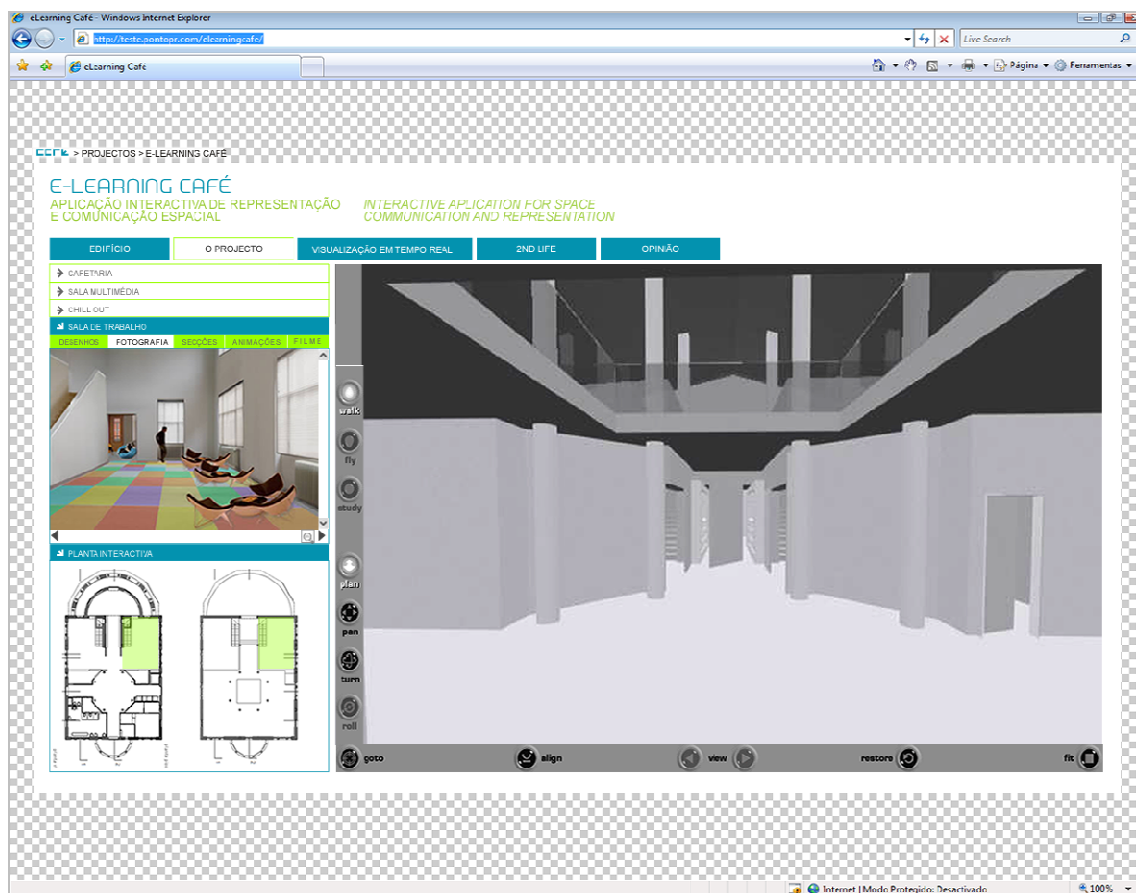 eLearning Café - Windows Internet Explorer
http://teste.pontopr.com/elearningcafe/
Live Search
eLearning Café
Página
Ferramentas
> PROJECTOS > E-LEARNING CAFÉ
E-LEARNING CAFÉ
APLICAÇÃO INTERACTIVA DE REPRESENTAÇÃO
E COMUNICAÇÃO ESPACIAL
INTERACTIVE APLICATION FOR SPACE
COMMUNICATION AND REPRESENTATION
EDIFÍCIO
O PROJECTO
VISUALIZAÇÃO EM TEMPO REAL
2ND LIFE
OPINIÃO
CAFETARIA
SALA MULTIMÉDIA
CHILL OUT
SALA DE TRABALHO
DESENHOS
FOTOGRAFIA
SECÇÕES
ANIMAÇÕES
FILME
PLANTA INTERACTIVA
walk
fly
study
plan
pan
turn
roll
goto
align
view
restore
fit
Internet | Modo Protegido: Desactivado
100%